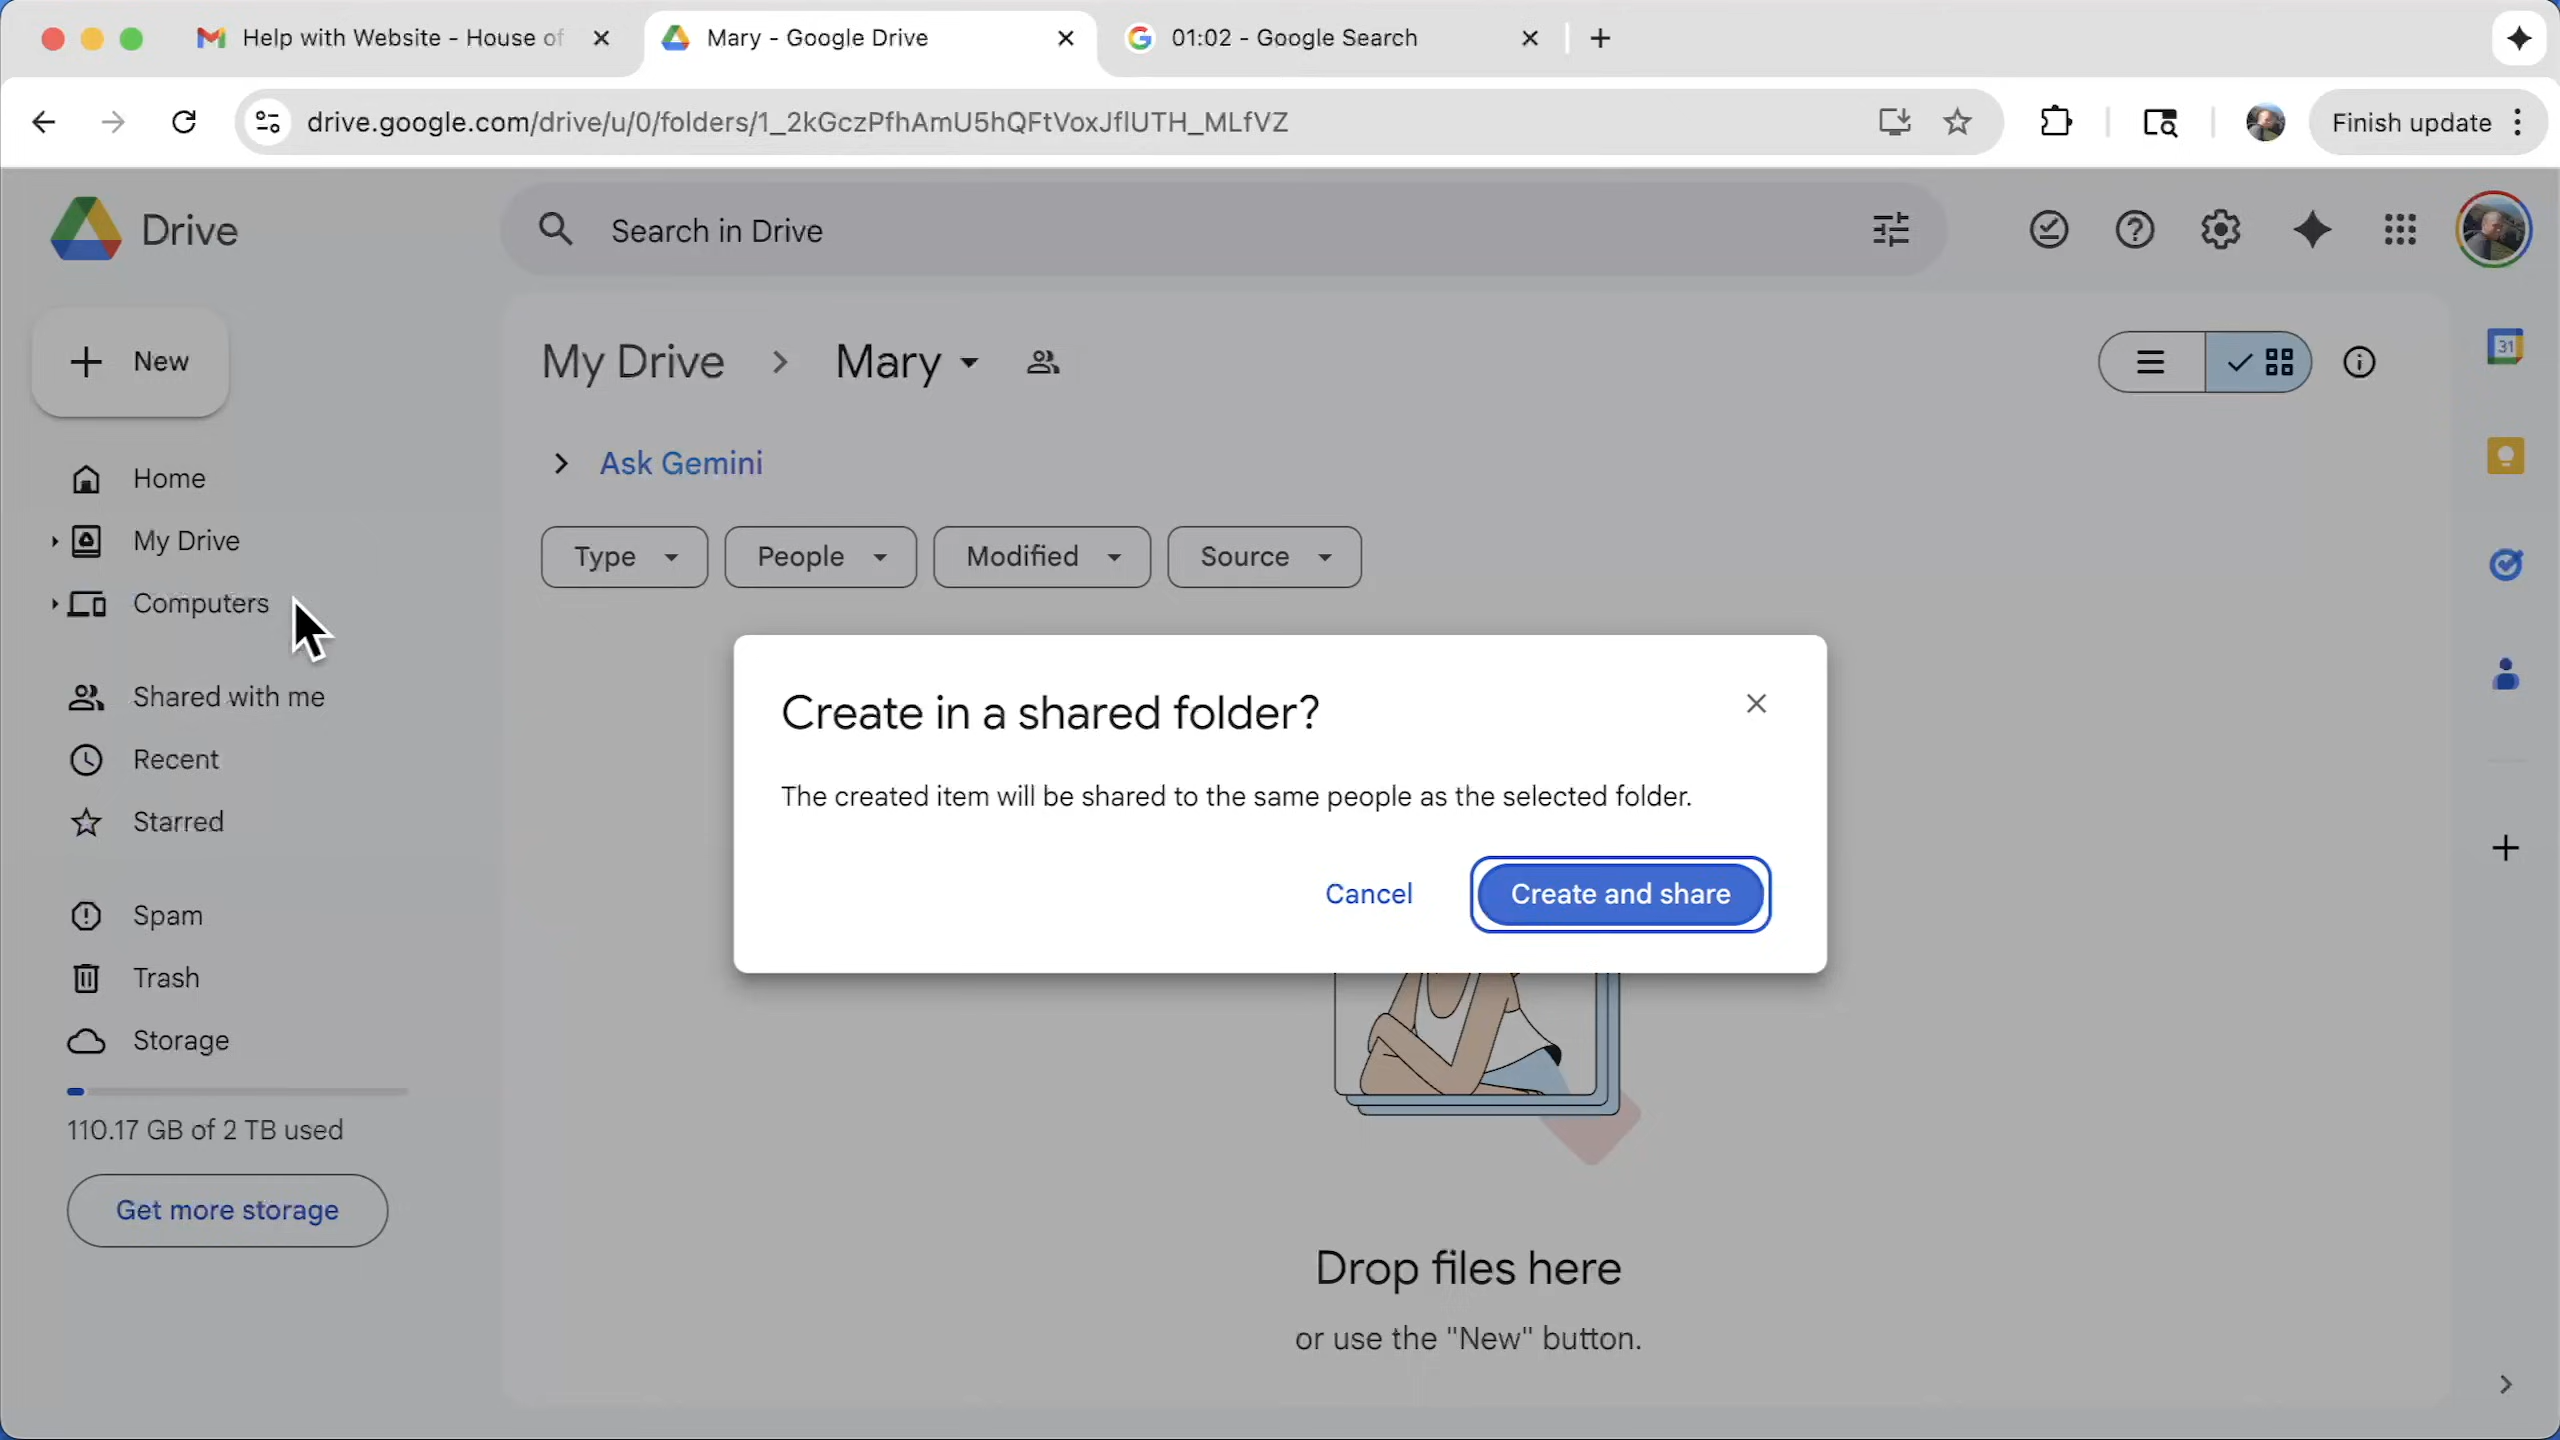 Help with Website - House of
Mary - Google Drive
01:02 - Google Search
drive.google.com/drive/u/0/folders/1_2kGczPfhAmU5hQFtVoxJflUTH_MLfVZ
Finish update
Drive
Search in Drive
New
My Drive
Mary
31
Ask Gemini
Home
My Drive
Computers
Type
People
Modified
Source
Shared with me
Recent
Starred
Spam
Trash
Storage
110.17 GB of 2 TB used
Get more storage
Create in a shared folder?
The created item will be shared to the same people as the selected folder.
Cancel
Create and share
Drop files here
or use the "New" button.